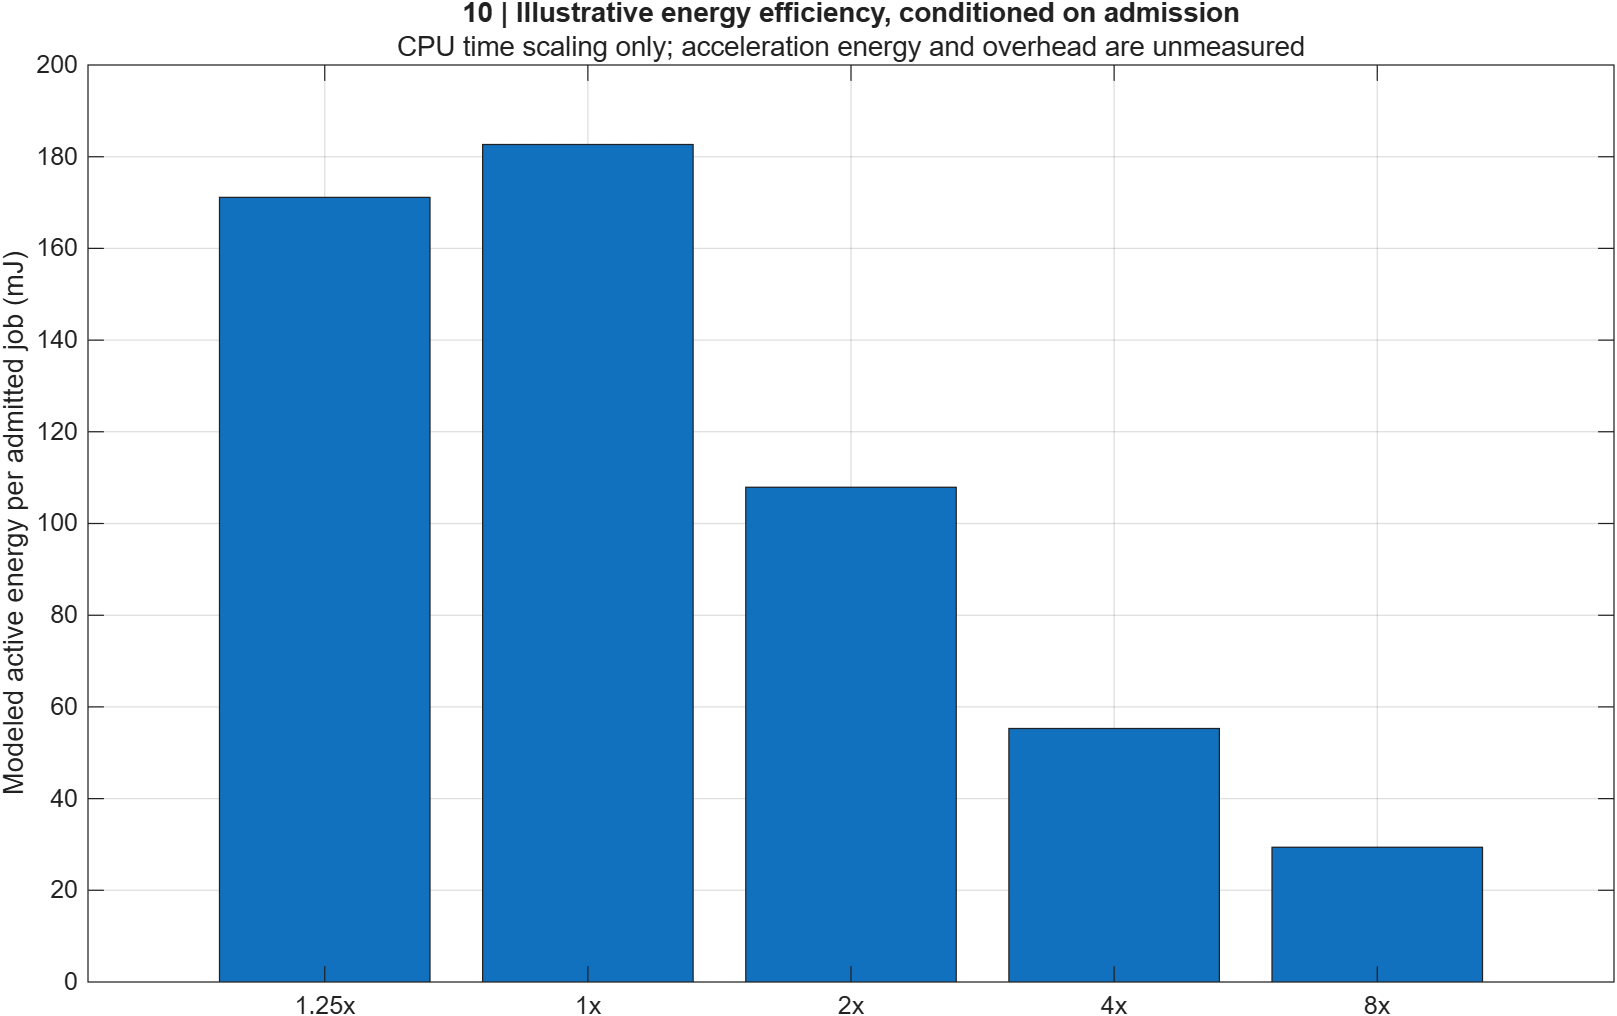 10 | Illustrative energy efficiency, conditioned on admission
CPU time scaling only; acceleration energy and overhead are unmeasured
Modeled active energy per admitted job (mJ)
200
180
160
140
120
100
80
60
40
20
0
1.25x
1x
2x
4x
8x